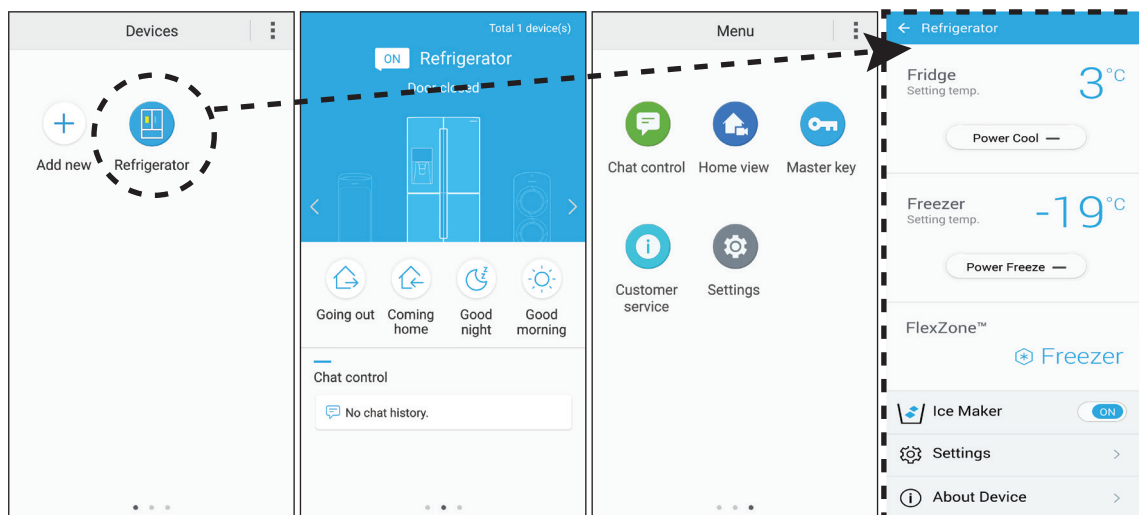 Devices
Add new
Refrigerator
Total 1 device(s)
ON Refrigerator
Door closed
Going out
Coming
home
Good
night
Good
morning
Chat control
No chat history.
Menu
Chat control
Home view
Master key
Customer
service
Settings
Refrigerator
Fridge
Setting temp.
3°C
Power Cool —
Freezer
Setting temp.
-19°C
Power Freeze —
FlexZone™
Freezer
Ice Maker
ON
Settings
About Device